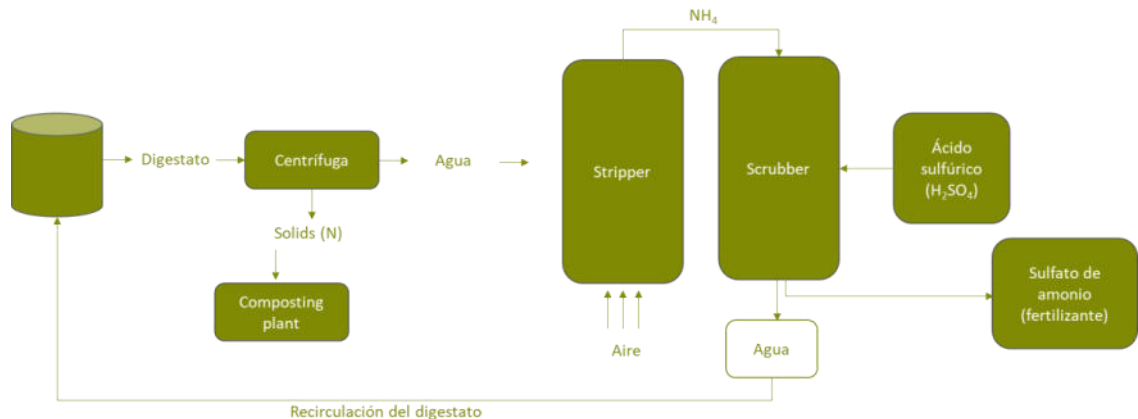 NH₄
Digestato
Centrífuga
Agua
Stripper
Scrubber
Ácido
sulfúrico
(H₂SO₄)
Solids (N)
Composting
plant
Sulfato de
amonio
(fertilizante)
Aire
Agua
Recirculación del digestato